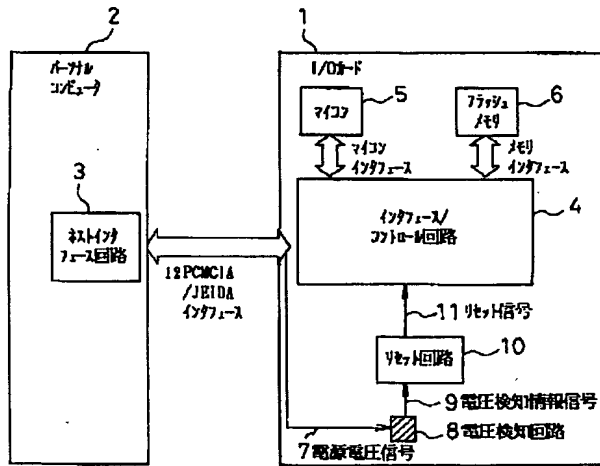 2
1
パーソナル
コンピュータ
I/Oカード
マイコン
5
フラッシュ
メモリ
6
マイコン
インタフェース
メモリ
インタフェース
3
ネストインタ
フェース回路
インタフェース/
コントロール回路
4
12PCMCIA
/JEIDA
インタフェース
11リセット信号
リセット回路
10
9電圧検知情報信号
8電圧検知回路
7電源電圧信号